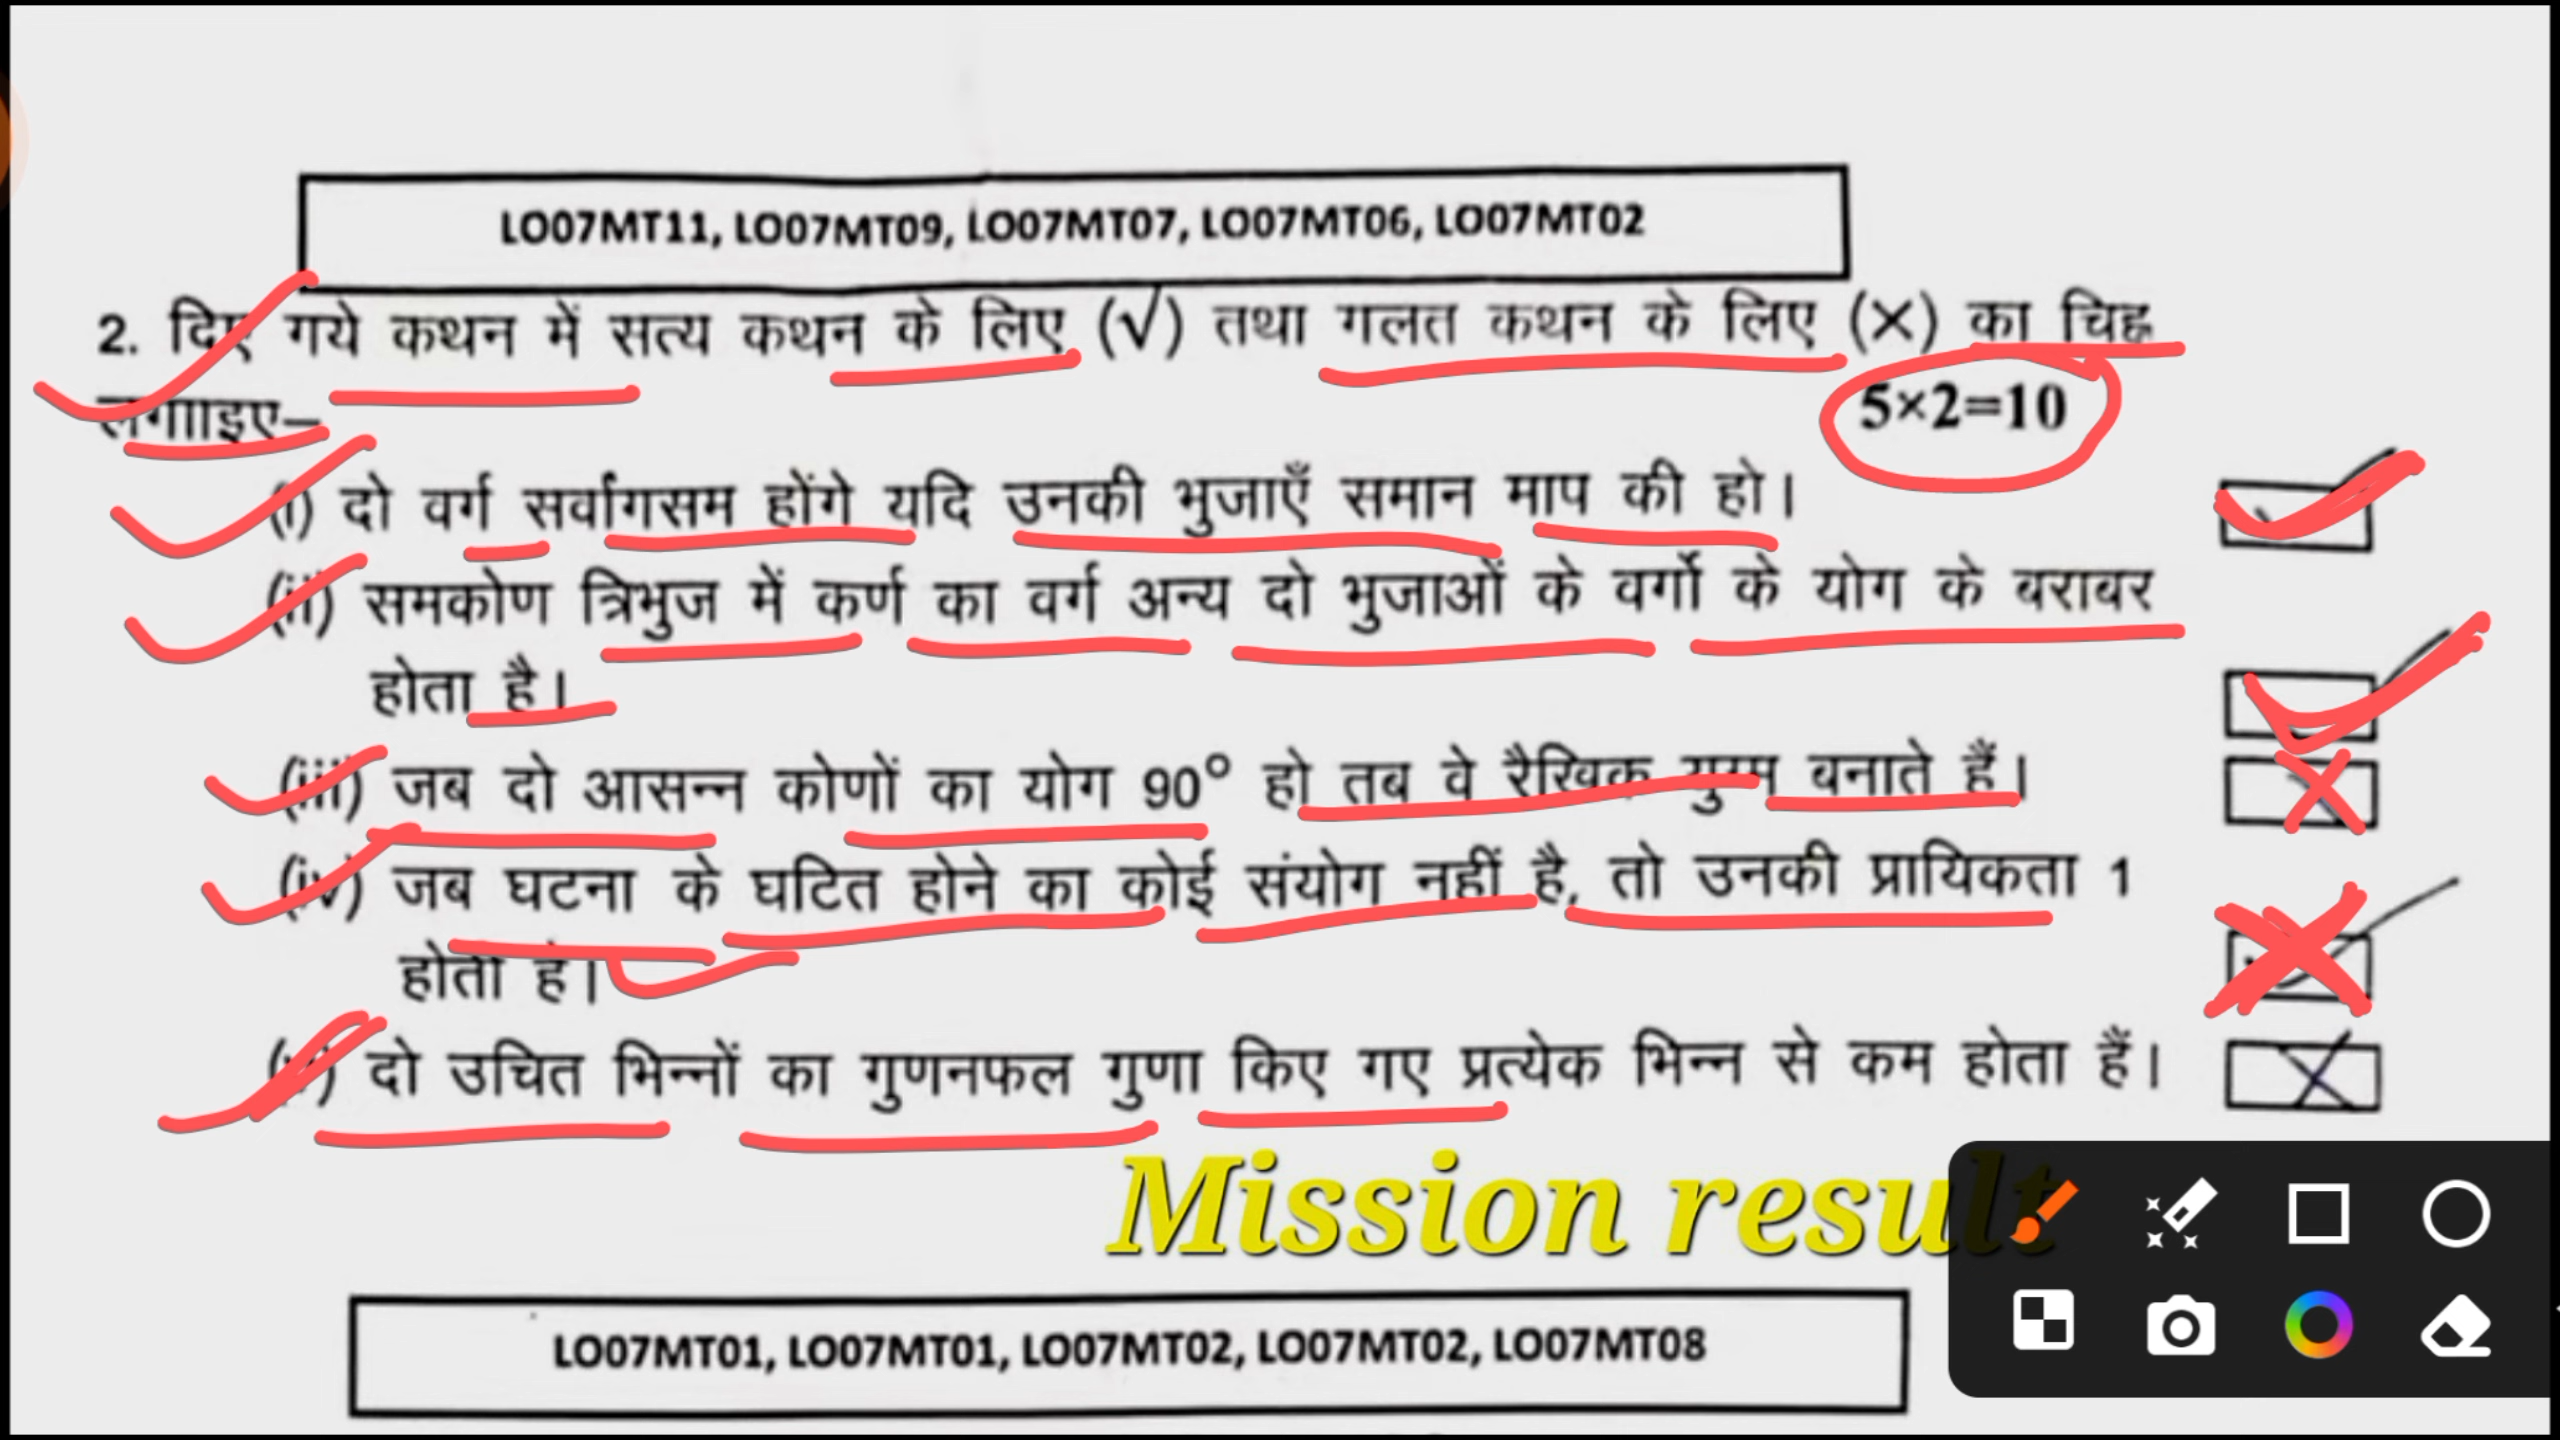 LO07MT11, LO07MT09, LO07MT07, LO07MT06, LO07MT02
2. दिए गये कथन में सत्य कथन के लिए (√) तथा गलत कथन के लिए (×) का चिह्न
लगााइए–
5×2=10
(i) दो वर्ग सर्वांगसम होंगे यदि उनकी भुजाएँ समान माप की हो।
(ii) समकोण त्रिभुज में कर्ण का वर्ग अन्य दो भुजाओं के वर्गो के योग के बराबर
होता है।
(iii) जब दो आसन्न कोणों का योग 90° हो तब वे रैखिक युग्म बनाते हैं।
(iv) जब घटना के घटित होने का कोई संयोग नहीं है, तो उनकी प्रायिकता 1
होती है।
(v) दो उचित भिन्नों का गुणनफल गुणा किए गए प्रत्येक भिन्न से कम होता हैं।
Mission result
LO07MT01, LO07MT01, LO07MT02, LO07MT02, LO07MT08